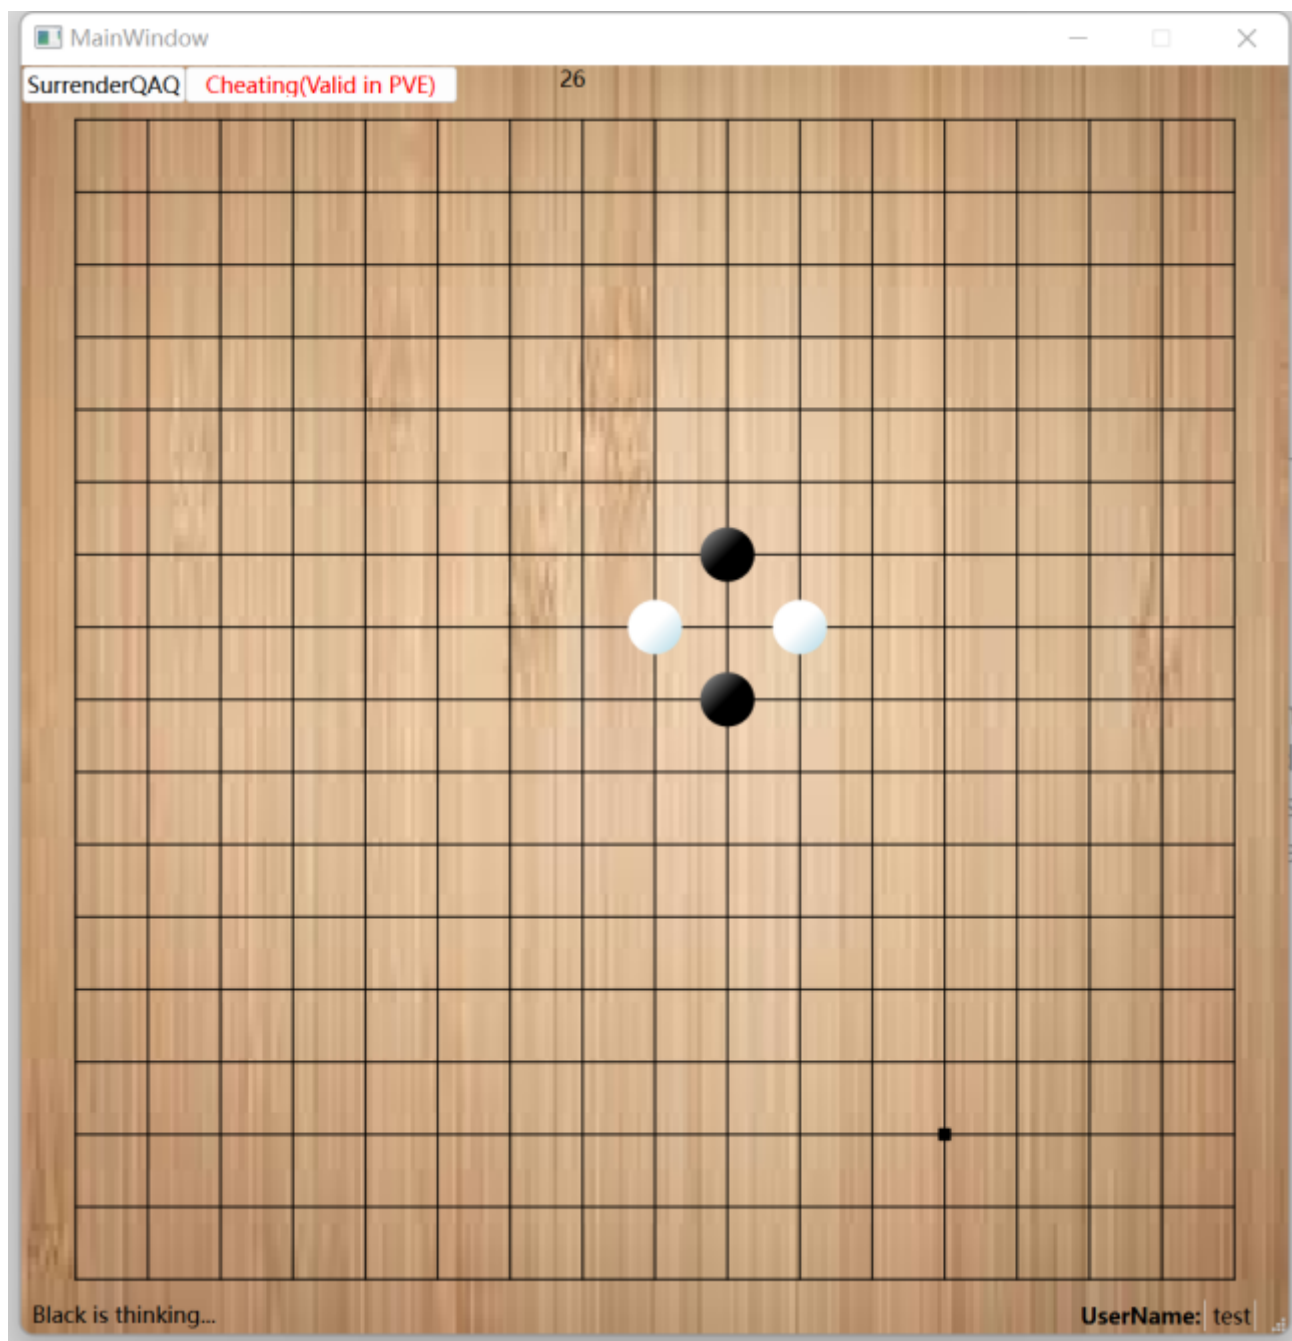 MainWindow
SurrenderQAQ Cheating(Valid in PVE) 26
Black is thinking... UserName: test